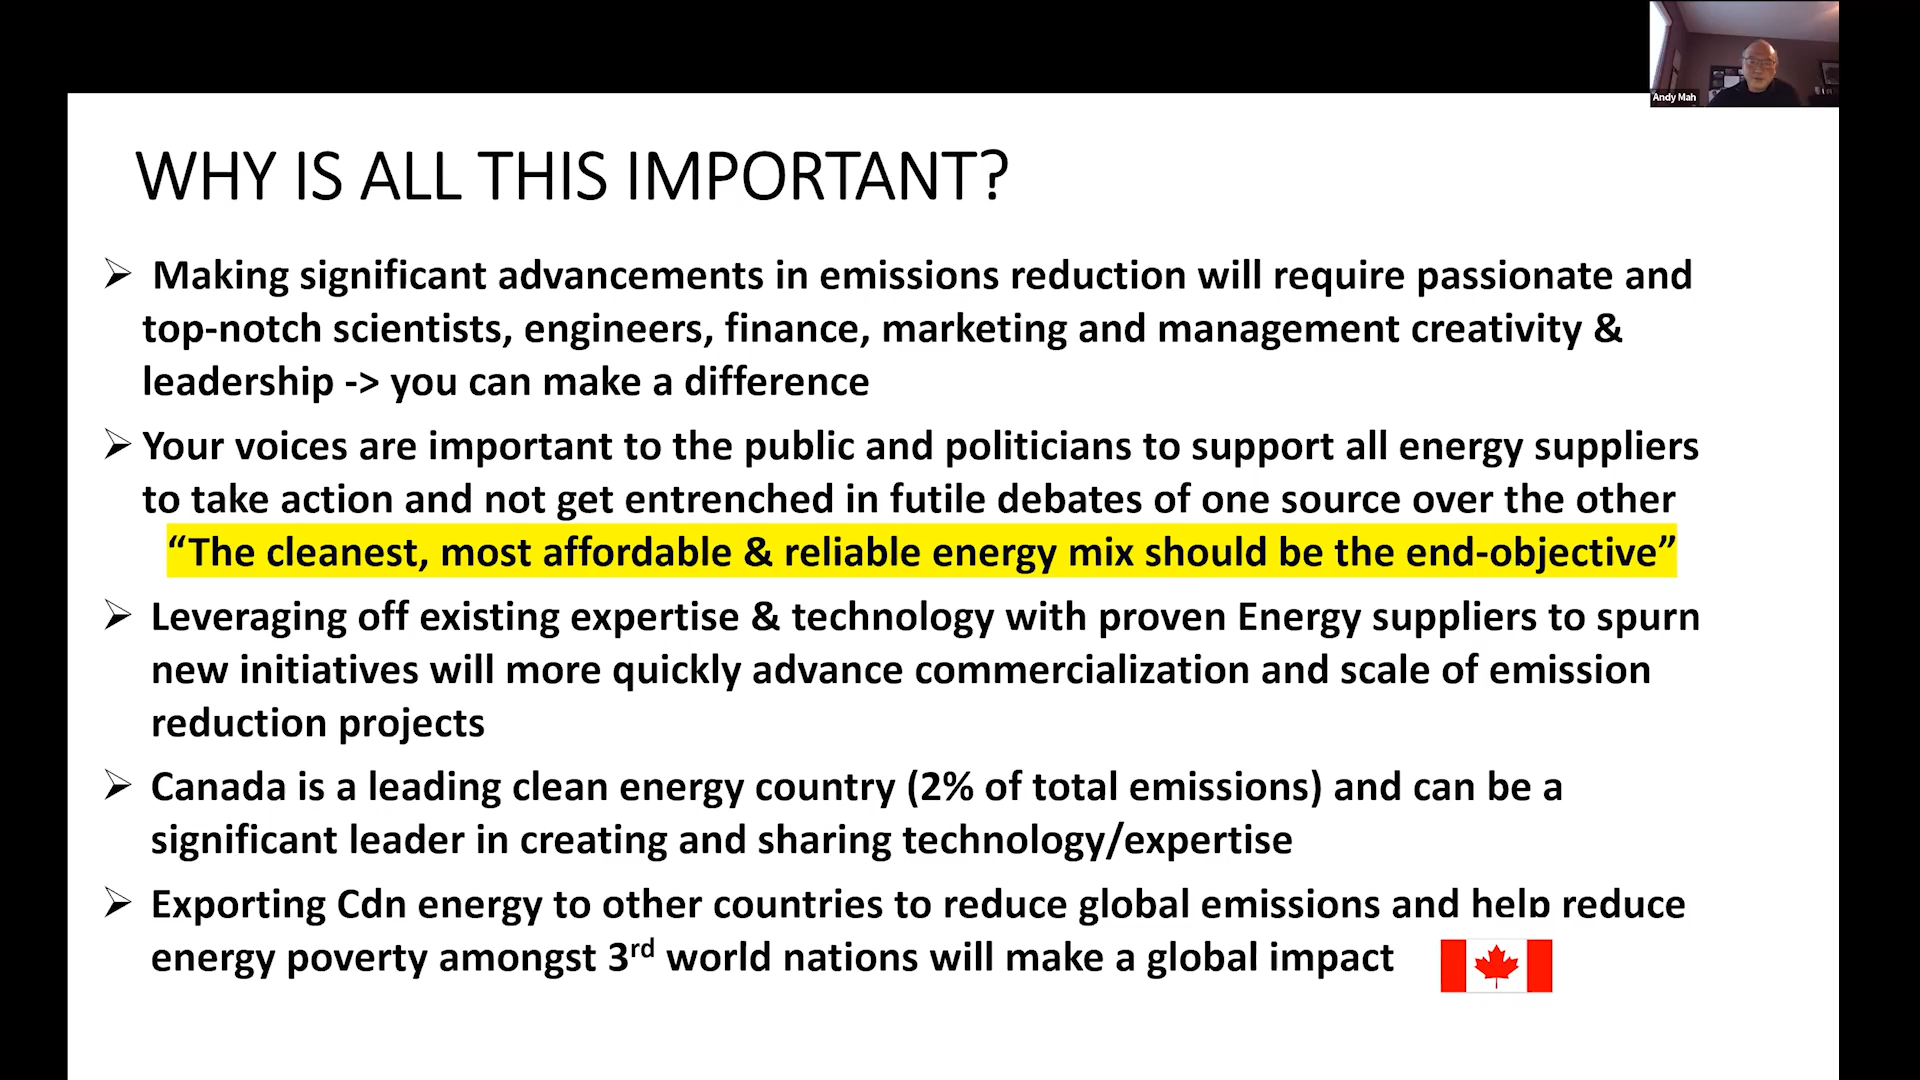 Andy Mah
WHY IS ALL THIS IMPORTANT?
Making significant advancements in emissions reduction will require passionate and
top-notch scientists, engineers, finance, marketing and management creativity &
leadership -> you can make a difference
Your voices are important to the public and politicians to support all energy suppliers
to take action and not get entrenched in futile debates of one source over the other
“The cleanest, most affordable & reliable energy mix should be the end-objective”
Leveraging off existing expertise & technology with proven Energy suppliers to spurn
new initiatives will more quickly advance commercialization and scale of emission
reduction projects
Canada is a leading clean energy country (2% of total emissions) and can be a
significant leader in creating and sharing technology/expertise
Exporting Cdn energy to other countries to reduce global emissions and help reduce
energy poverty amongst 3rd world nations will make a global impact